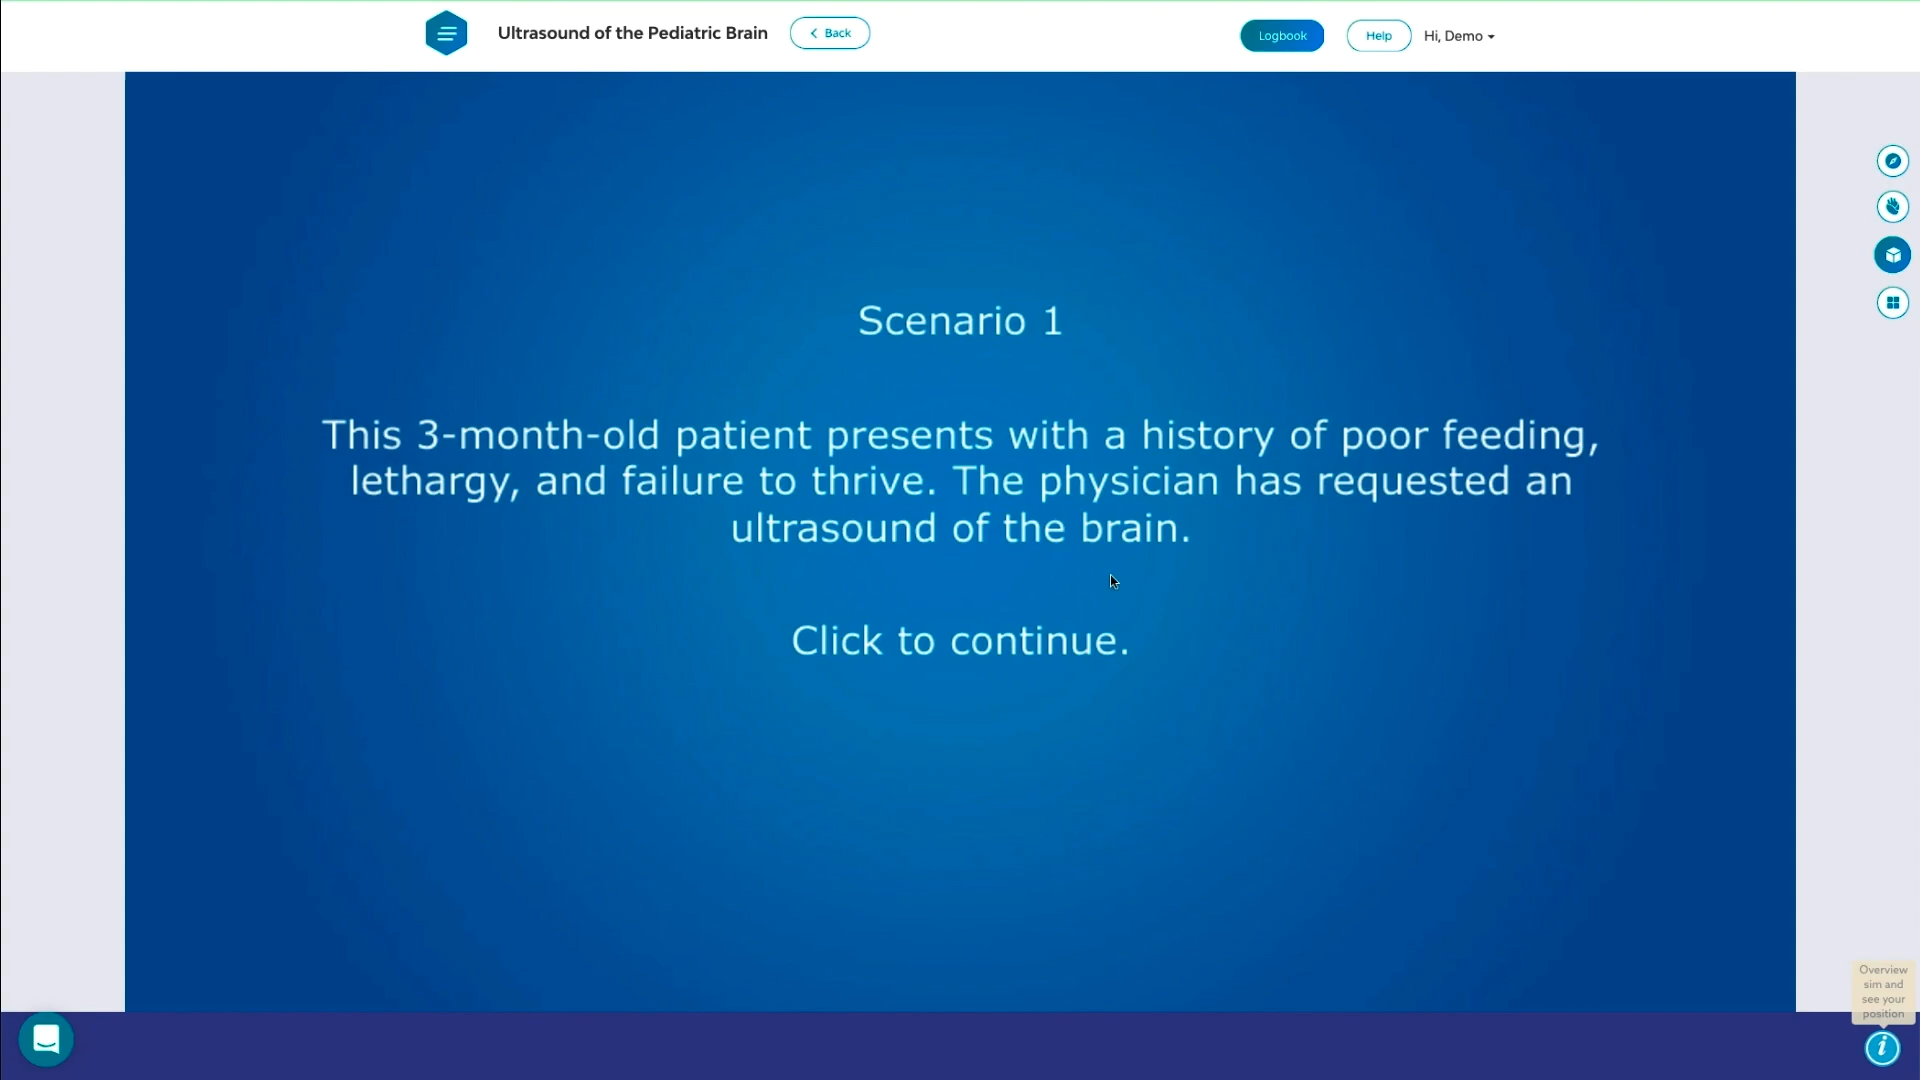 Ultrasound of the Pediatric Brain
Back
Logbook
Help
Hi, Demo
Scenario 1
This 3-month-old patient presents with a history of poor feeding,
lethargy, and failure to thrive. The physician has requested an
ultrasound of the brain.
Click to continue.
Overview
sim and
see your
position
i